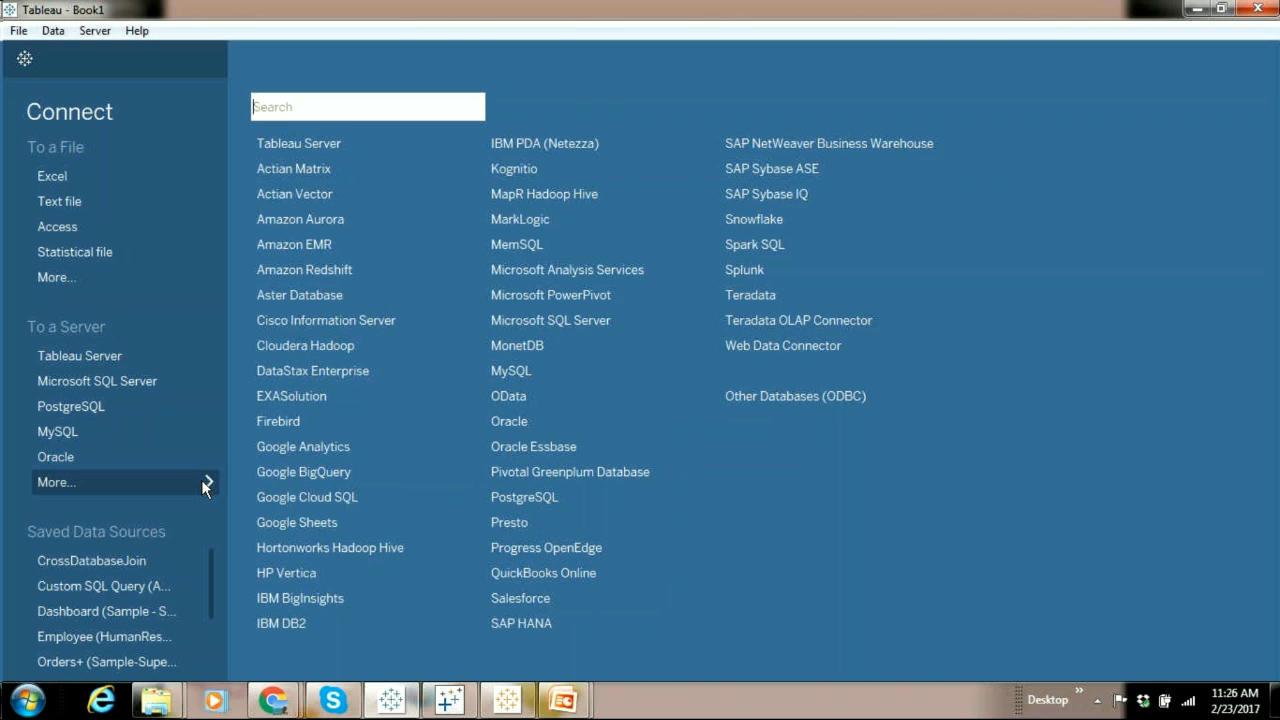 Tableau - Book1
File Data Server Help
Connect
To a File
Excel
Text file
Access
Statistical file
More...
To a Server
Tableau Server
Microsoft SQL Server
PostgreSQL
MySQL
Oracle
More...
Saved Data Sources
CrossDatabaseJoin
Custom SQL Query (A...
Dashboard (Sample - S...
Employee (HumanRes...
Orders+ (Sample-Supe...
Search
Tableau Server
Actian Matrix
Actian Vector
Amazon Aurora
Amazon EMR
Amazon Redshift
Aster Database
Cisco Information Server
Cloudera Hadoop
DataStax Enterprise
EXASolution
Firebird
Google Analytics
Google BigQuery
Google Cloud SQL
Google Sheets
Hortonworks Hadoop Hive
HP Vertica
IBM BigInsights
IBM DB2
IBM PDA (Netezza)
Kognitio
MapR Hadoop Hive
MarkLogic
MemSQL
Microsoft Analysis Services
Microsoft PowerPivot
Microsoft SQL Server
MonetDB
MySQL
OData
Oracle
Oracle Essbase
Pivotal Greenplum Database
PostgreSQL
Presto
Progress OpenEdge
QuickBooks Online
Salesforce
SAP HANA
SAP NetWeaver Business Warehouse
SAP Sybase ASE
SAP Sybase IQ
Snowflake
Spark SQL
Splunk
Teradata
Teradata OLAP Connector
Web Data Connector
Other Databases (ODBC)
Desktop
11:26 AM
2/23/2017